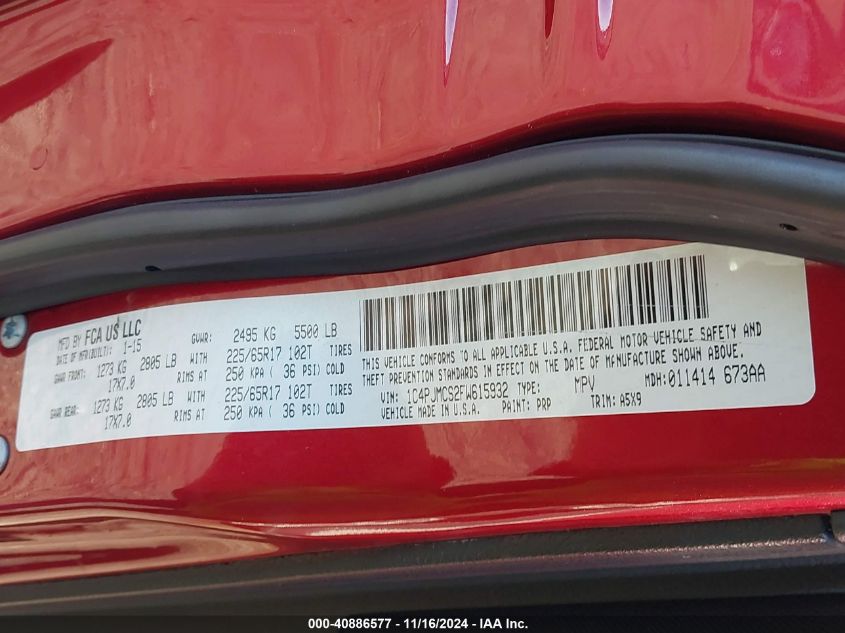 MFD BY FCA US LLC GVWR: 2495 KG 5500 LB
DATE OF MFR(BUILT): 1-15
GAWR FRONT: 1273 KG 2805 LB WITH 225/65R17 102T TIRES
17X7.0 RIMS AT 250 KPA ( 36 PSI) COLD
GAWR REAR: 1273 KG 2805 LB WITH 225/65R17 102T TIRES
17X7.0 RIMS AT 250 KPA ( 36 PSI) COLD
THIS VEHICLE CONFORMS TO ALL APPLICABLE U.S.A. FEDERAL MOTOR VEHICLE SAFETY AND
THEFT PREVENTION STANDARDS IN EFFECT ON THE DATE OF MANUFACTURE SHOWN ABOVE.
VIN: 1C4PJMCS2FW615932 TYPE: MPV MDH: 011414 673AA
VEHICLE MADE IN U.S.A. PAINT: PRP TRIM: A5X9
000-40886577 - 11/16/2024 - IAA Inc.